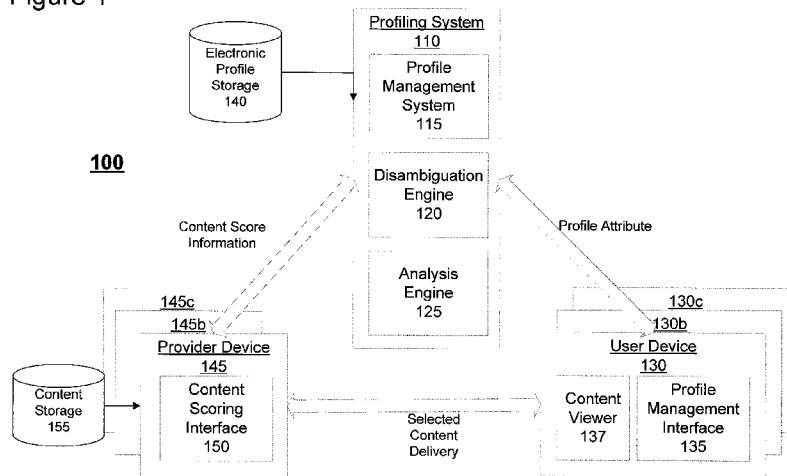 Profiling System
110
Electronic
Profile
Storage
140
Profile
Management
System
115
100
Disambiguation
Engine
120
Content Score
Information
Profile Attribute
Analysis
Engine
125
145c
145b
Provider Device
145
Content
Storage
155
Content
Scoring
Interface
150
Selected
Content
Delivery
130c
130b
User Device
130
Content
Viewer
137
Profile
Management
Interface
135